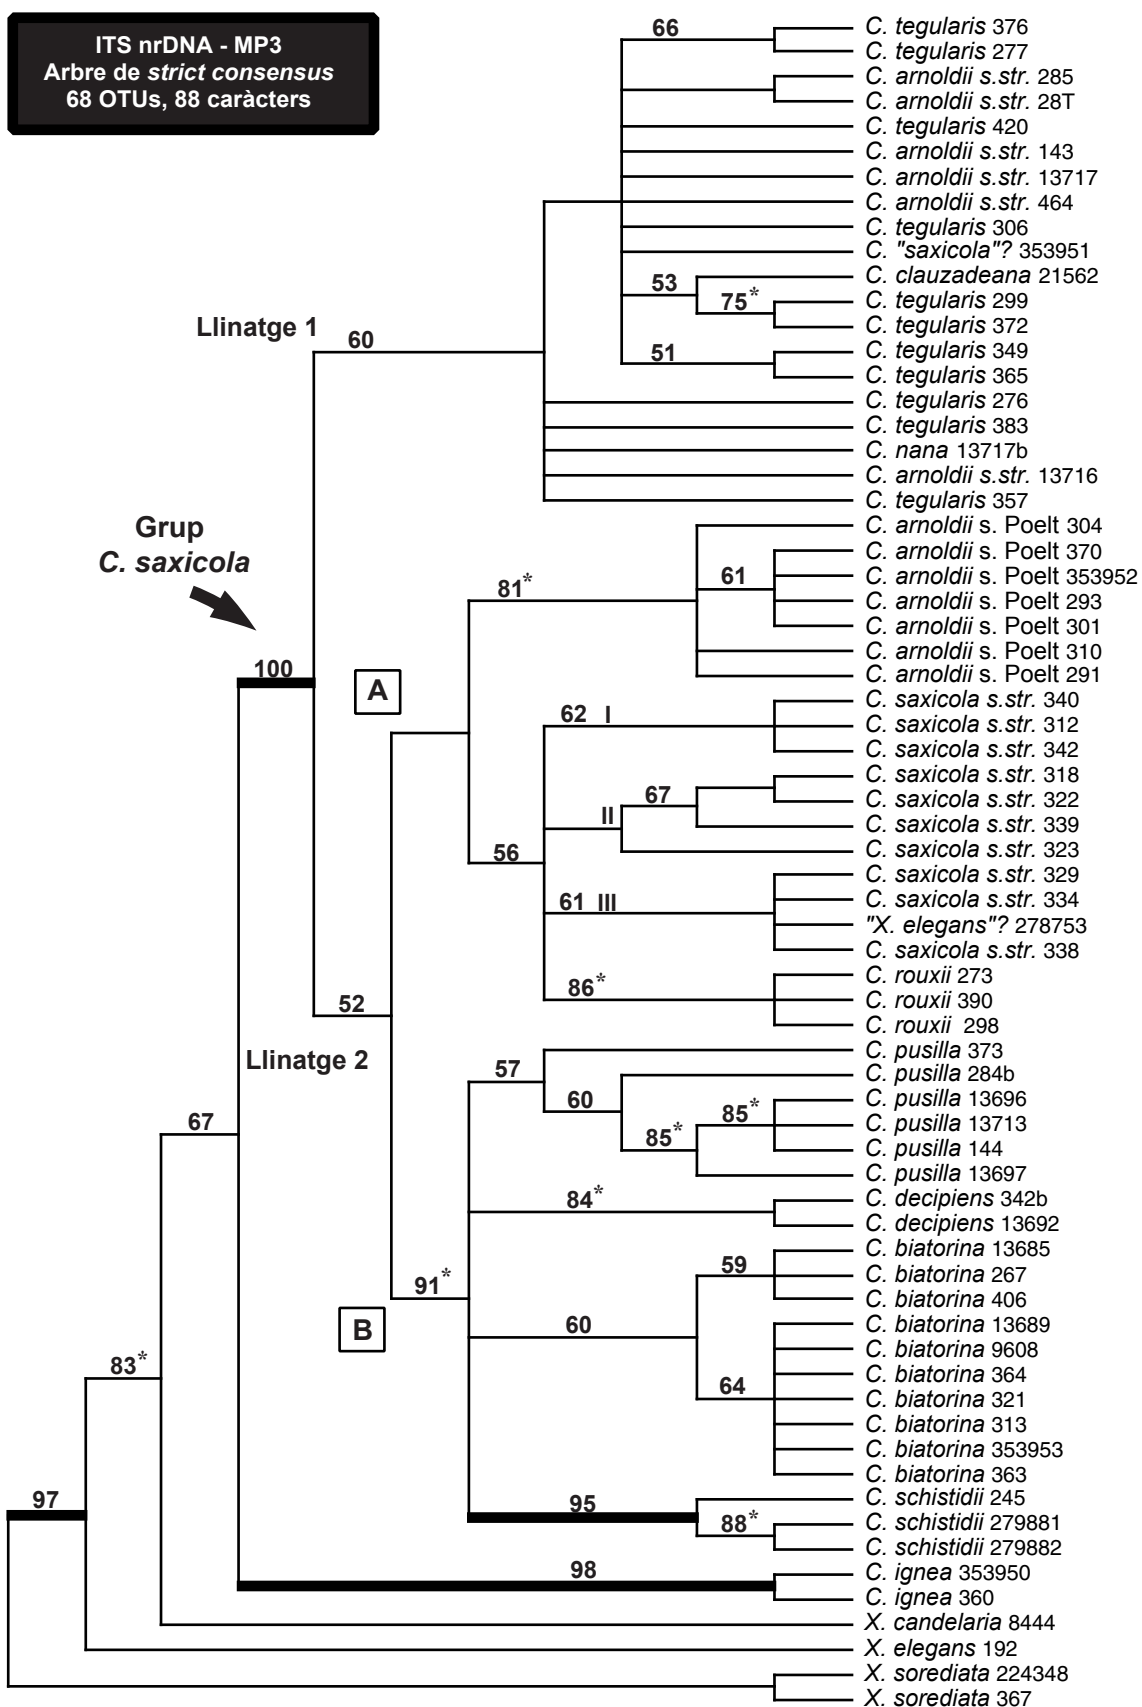 ITS nrDNA - MP3
Arbre de strict consensus
68 OTUs, 88 caràcters
66
C. tegularis 376
C. tegularis 277
C. arnoldii s.str. 285
C. arnoldii s.str. 28T
C. tegularis 420
C. arnoldii s.str. 143
C. arnoldii s.str. 13717
C. arnoldii s.str. 464
C. tegularis 306
C. "saxicola"? 353951
53
C. clauzadeana 21562
75*
C. tegularis 299
C. tegularis 372
51
C. tegularis 349
C. tegularis 365
Llinatge 1
60
C. tegularis 276
C. tegularis 383
C. nana 13717b
C. arnoldii s.str. 13716
C. tegularis 357
Grup
C. saxicola
100
A
81*
61
C. arnoldii s. Poelt 304
C. arnoldii s. Poelt 370
C. arnoldii s. Poelt 353952
C. arnoldii s. Poelt 293
C. arnoldii s. Poelt 301
C. arnoldii s. Poelt 310
C. arnoldii s. Poelt 291
62 I
C. saxicola s.str. 340
C. saxicola s.str. 312
C. saxicola s.str. 342
67
II
C. saxicola s.str. 318
C. saxicola s.str. 322
C. saxicola s.str. 339
C. saxicola s.str. 323
56
61 III
C. saxicola s.str. 329
C. saxicola s.str. 334
"X. elegans"? 278753
C. saxicola s.str. 338
86*
C. rouxii 273
C. rouxii 390
C. rouxii 298
52
Llinatge 2
57
C. pusilla 373
60
C. pusilla 284b
85*
85*
C. pusilla 13696
C. pusilla 13713
C. pusilla 144
C. pusilla 13697
67
84*
C. decipiens 342b
C. decipiens 13692
91*
B
60
59
C. biatorina 13685
C. biatorina 267
C. biatorina 406
64
C. biatorina 13689
C. biatorina 9608
C. biatorina 364
C. biatorina 321
C. biatorina 313
C. biatorina 353953
C. biatorina 363
83*
97
95
C. schistidii 245
88*
C. schistidii 279881
C. schistidii 279882
98
C. ignea 353950
C. ignea 360
X. candelaria 8444
X. elegans 192
X. sorediata 224348
X. sorediata 367